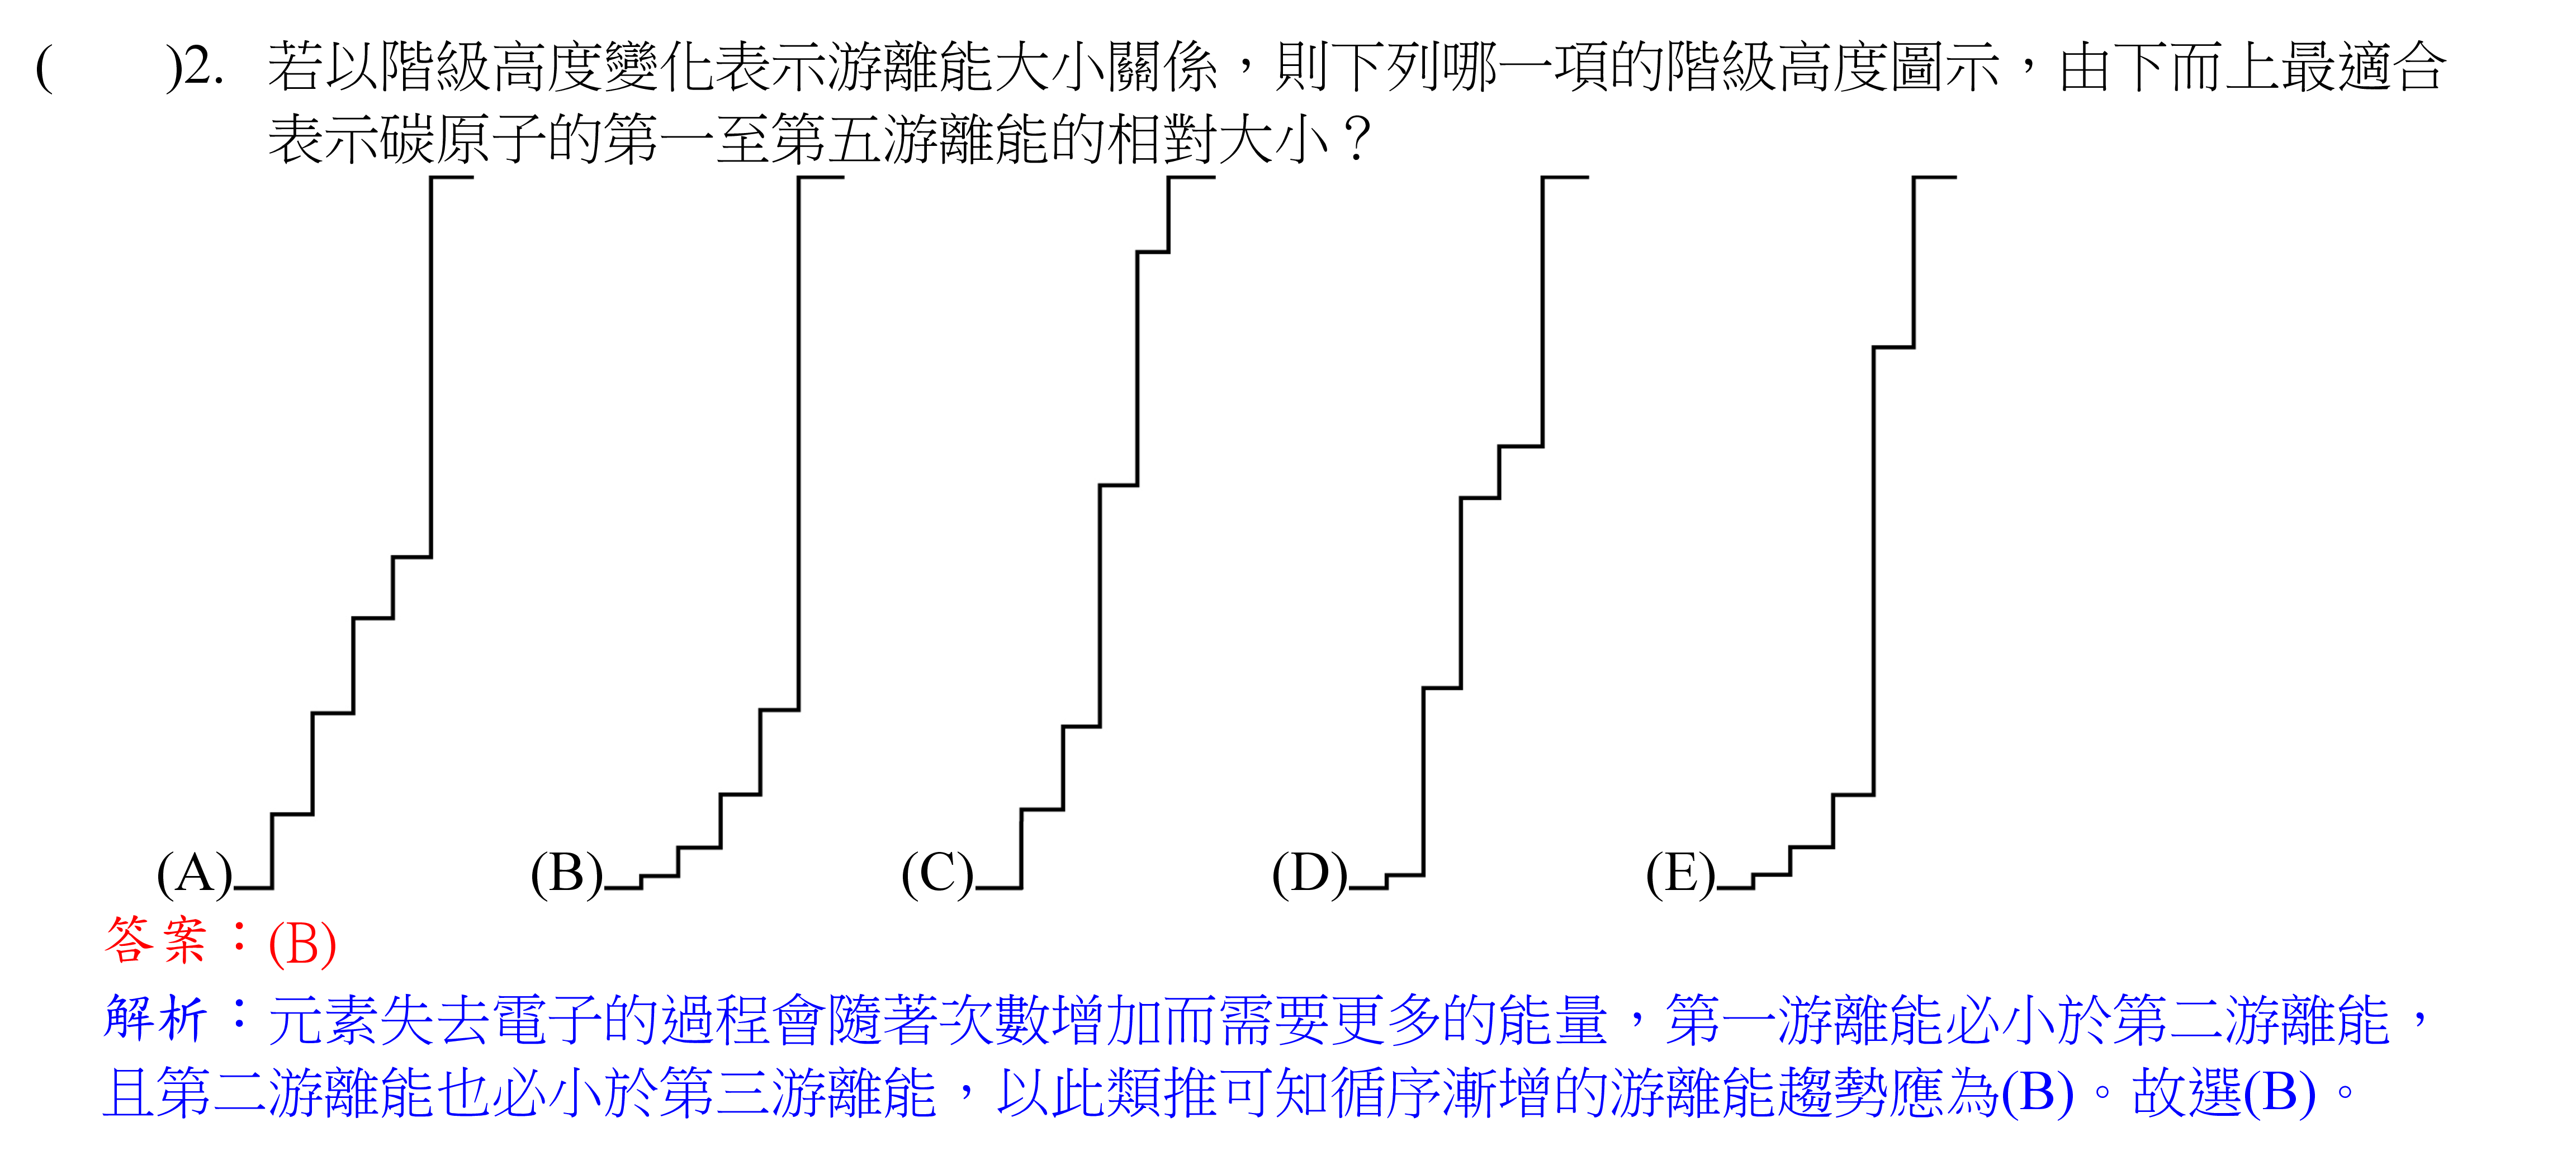 (　　)2. 若以階級高度變化表示游離能大小關係，則下列哪一項的階級高度圖示，由下而上最適合
表示碳原子的第一至第五游離能的相對大小？
(A) (B) (C) (D) (E)
答案：(B)
解析：元素失去電子的過程會隨著次數增加而需要更多的能量，第一游離能必小於第二游離能，
且第二游離能也必小於第三游離能，以此類推可知循序漸增的游離能趨勢應為(B)。故選(B)。